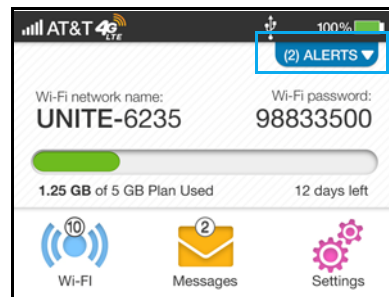 AT&T 4G LTE 100%
(2) ALERTS
Wi-Fi network name: Wi-Fi password:
UNITE-6235 98833500
1.25 GB of 5 GB Plan Used 12 days left
10 2
Wi-FI Messages Settings